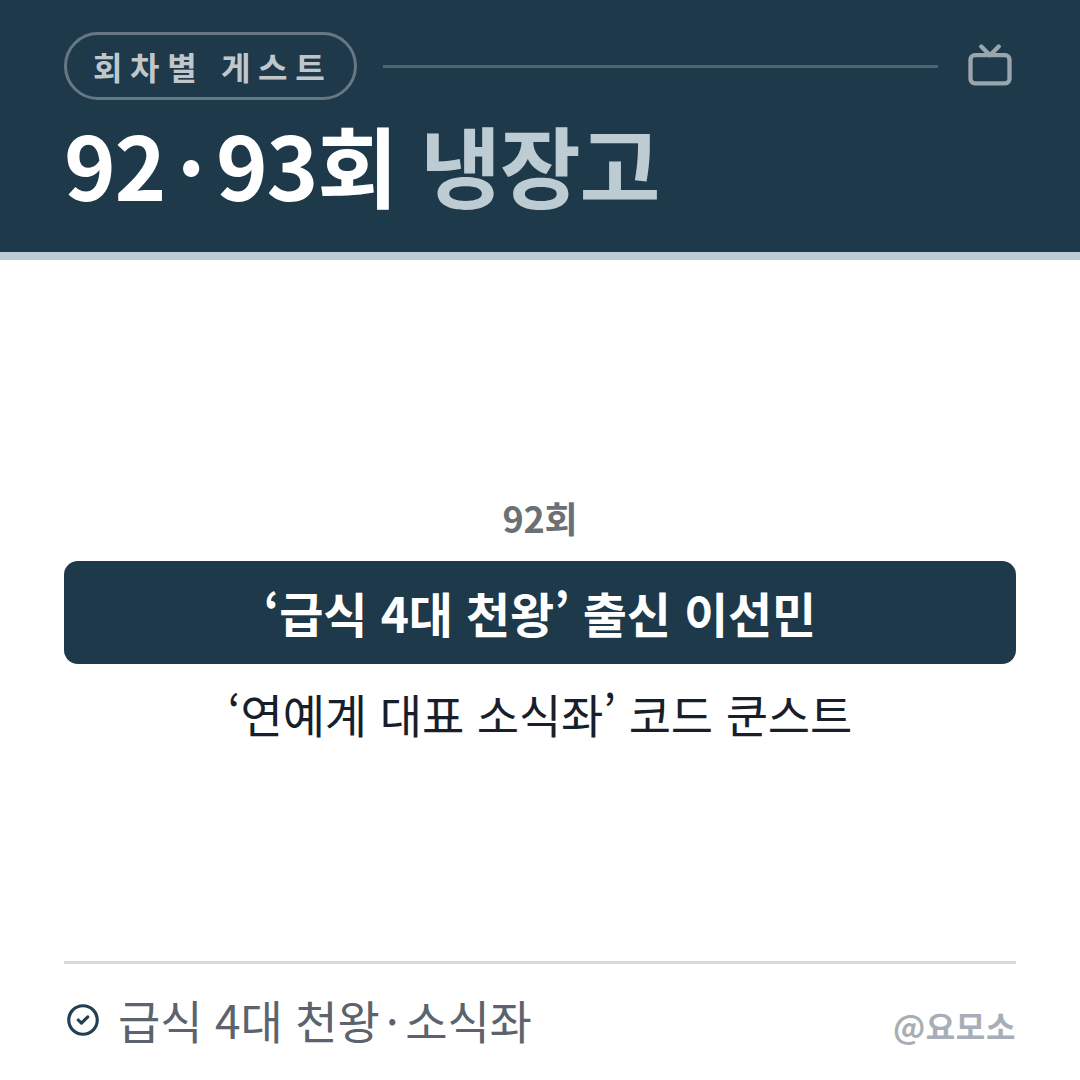 회차별 게스트
92·93회 냉장고
92회
‘급식 4대 천왕’ 출신 이선민
‘연예계 대표 소식좌’ 코드 쿤스트
급식 4대 천왕·소식좌
@요모소